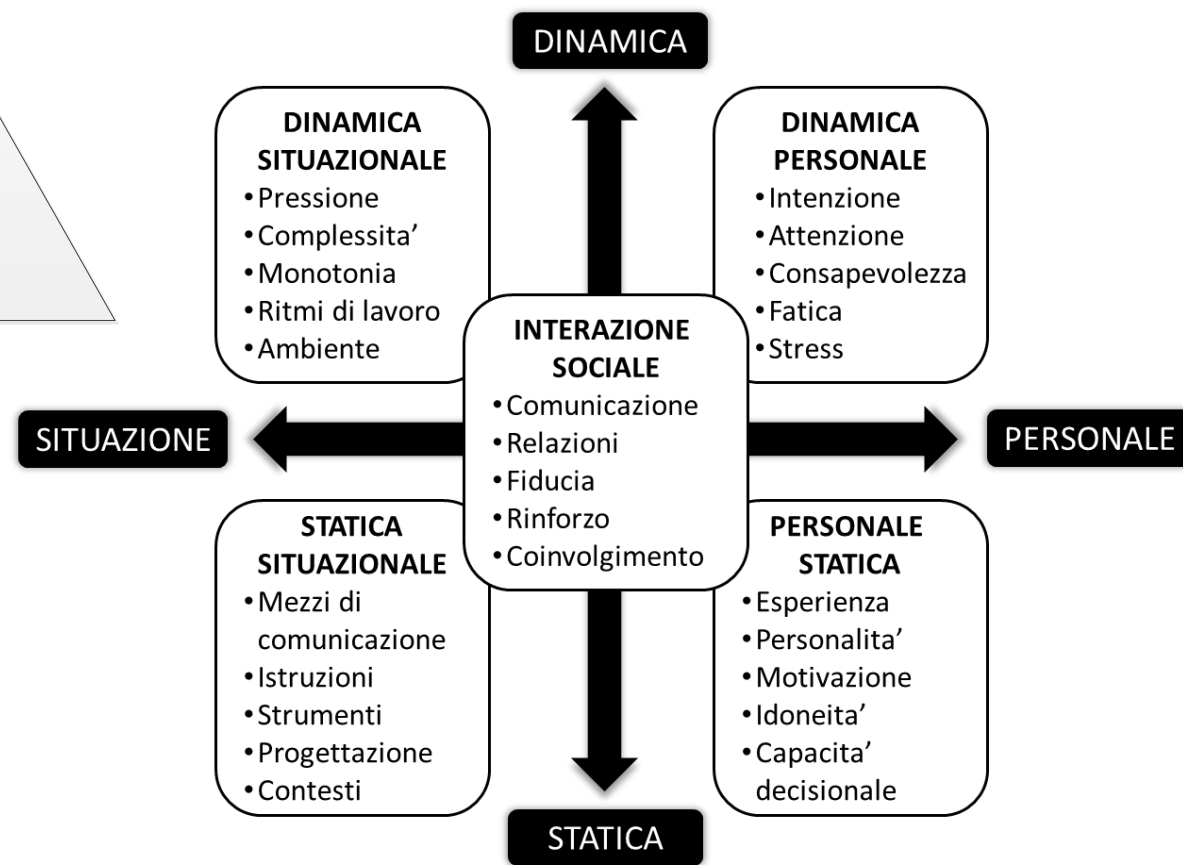 DINAMICA
DINAMICA
SITUAZIONALE
•Pressione
•Complessita’
•Monotonia
•Ritmi di lavoro
•Ambiente
DINAMICA
PERSONALE
•Intenzione
•Attenzione
•Consapevolezza
•Fatica
•Stress
INTERAZIONE
SOCIALE
•Comunicazione
•Relazioni
•Fiducia
•Rinforzo
•Coinvolgimento
SITUAZIONE
PERSONALE
STATICA
SITUAZIONALE
•Mezzi di
comunicazione
•Istruzioni
•Strumenti
•Progettazione
•Contesti
PERSONALE
STATICA
•Esperienza
•Personalita’
•Motivazione
•Idoneita’
•Capacita’
decisionale
STATICA